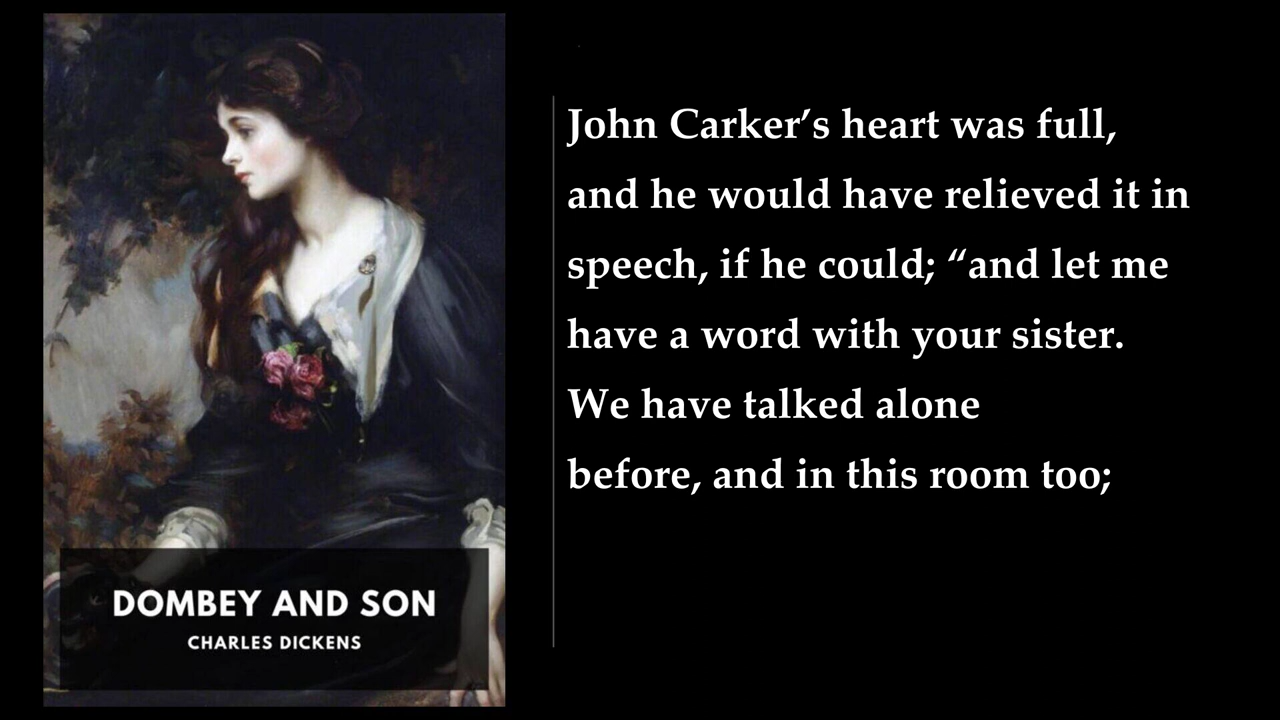 DOMBEY AND SON
CHARLES DICKENS
John Carker’s heart was full,
and he would have relieved it in
speech, if he could; “and let me
have a word with your sister.
We have talked alone
before, and in this room too;